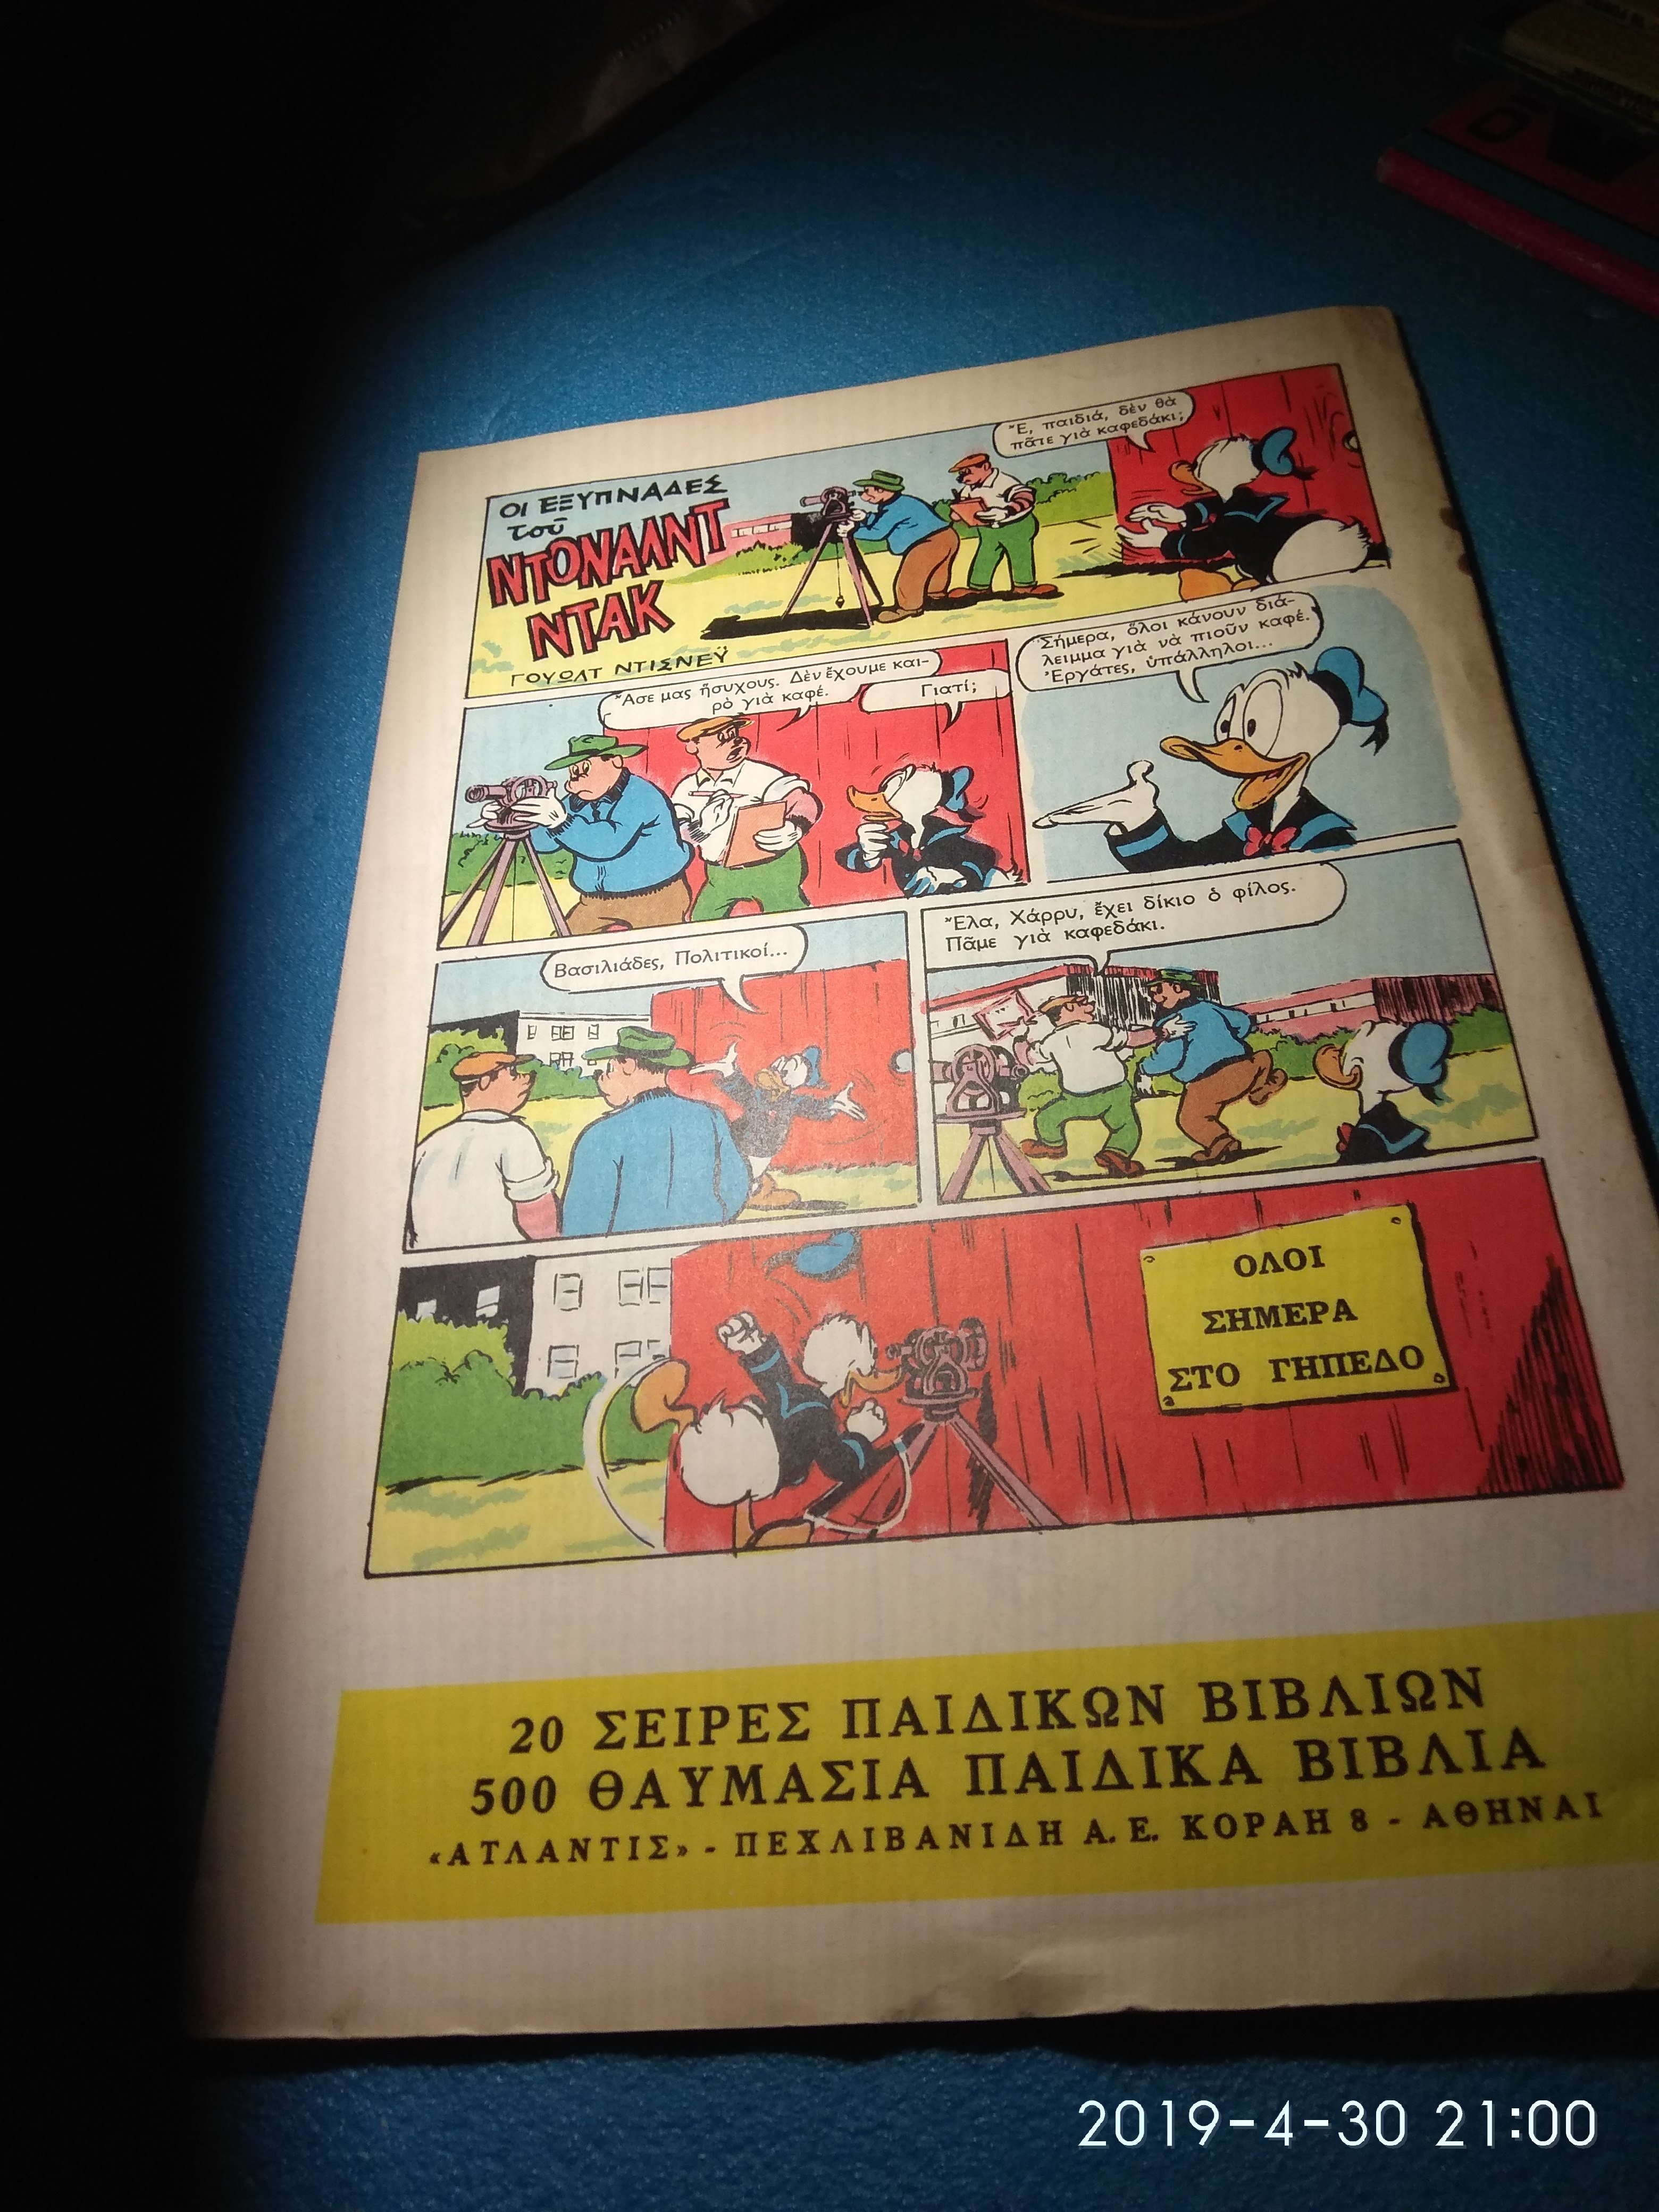 ΟΙ ΕΞΥΠΝΑΔΕΣ
τοῦ
ΝΤΟΝΑΛΝΤ
ΝΤΑΚ
ΓΟΥΩΛΤ ΝΤΙΣΝΕΫ
Ἔ, παιδιά, δὲν θὰ
πᾶτε γιὰ καφεδάκι;
Ἄσε μας ἥσυχους. Δὲν ἔχουμε και-
ρὸ γιὰ καφέ.
Γιατί;
Σήμερα, ὅλοι κάνουν διά-
λειμμα γιὰ νὰ πιοῦν καφέ.
Ἐργάτες, ὑπάλληλοι...
Βασιλιάδες, Πολιτικοί...
Ἔλα, Χάρρυ, ἔχει δίκιο ὁ φίλος.
Πᾶμε γιὰ καφεδάκι.
ΟΛΟΙ
ΣΗΜΕΡΑ
ΣΤΟ ΓΗΠΕΔΟ
20 ΣΕΙΡΕΣ ΠΑΙΔΙΚΩΝ ΒΙΒΛΙΩΝ
500 ΘΑΥΜΑΣΙΑ ΠΑΙΔΙΚΑ ΒΙΒΛΙΑ
«ΑΤΛΑΝΤΙΣ» - ΠΕΧΛΙΒΑΝΙΔΗ Α. Ε. ΚΟΡΑΗ 8 - ΑΘΗΝΑΙ
2019-4-30 21:00